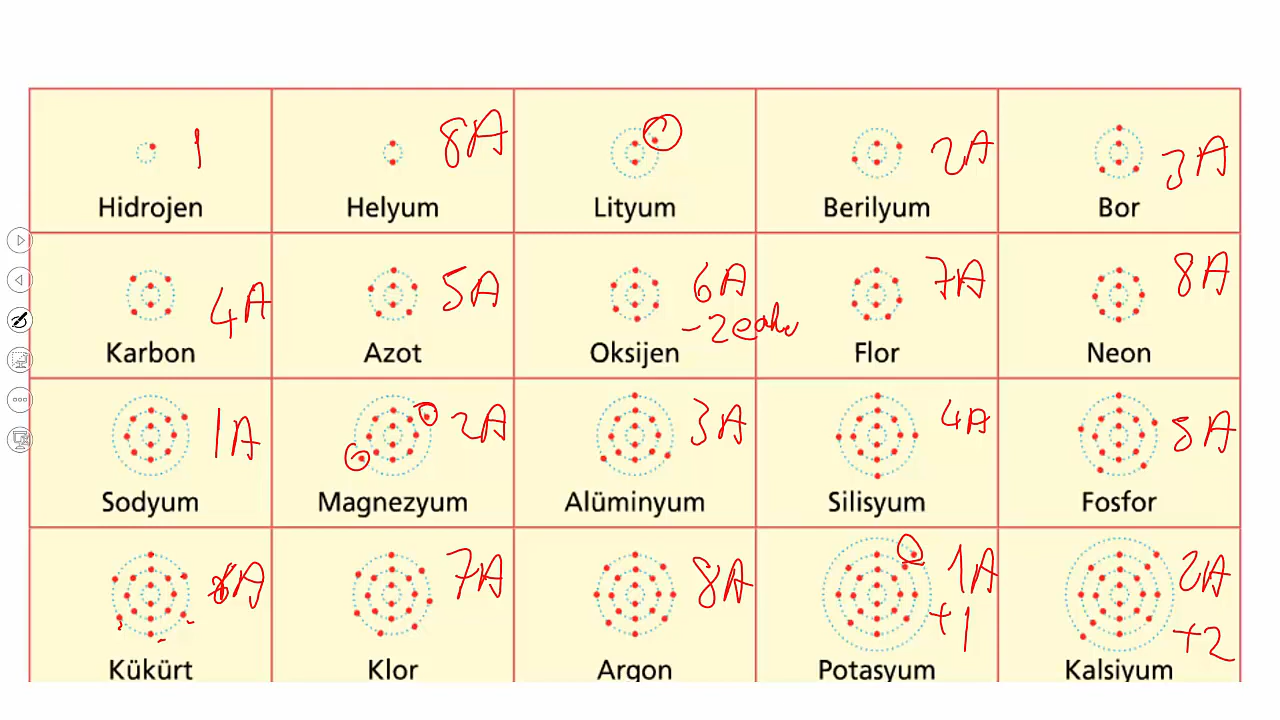 1
8A
2A
3A
Hidrojen
Helyum
Lityum
Berilyum
Bor
4A
5A
6A
-2
7A
8A
Karbon
Azot
Oksijen
Flor
Neon
1A
2A
3A
4A
Sodyum
Magnezyum
Alüminyum
Silisyum
Fosfor
6A
7A
8A
1A
+1
2A
+2
Kükürt
Klor
Argon
Potasyum
Kalsiyum